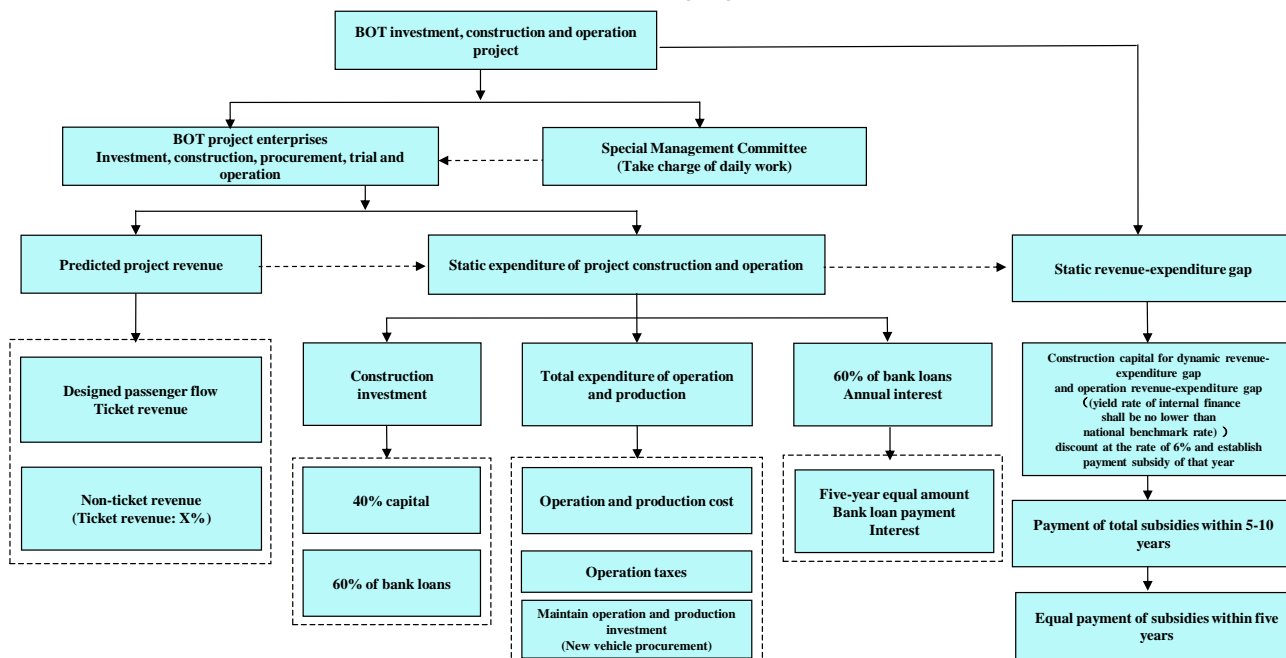 BOT investment, construction and operation
project
BOT project enterprises
Investment, construction, procurement, trial and
operation
Special Management Committee
(Take charge of daily work)
Predicted project revenue
Static expenditure of project construction and operation
Static revenue-expenditure gap
Designed passenger flow
Ticket revenue
Non-ticket revenue
(Ticket revenue: X%)
Construction
investment
40% capital
60% of bank loans
Total expenditure of operation
and production
Operation and production cost
Operation taxes
Maintain operation and production
investment
(New vehicle procurement)
60% of bank loans
Annual interest
Five-year equal amount
Bank loan payment
Interest
Construction capital for dynamic revenue-
expenditure gap
and operation revenue-expenditure gap
（(yield rate of internal finance
shall be no lower than
national benchmark rate)）
discount at the rate of 6% and establish
payment subsidy of that year
Payment of total subsidies within 5-10
years
Equal payment of subsidies within five
years